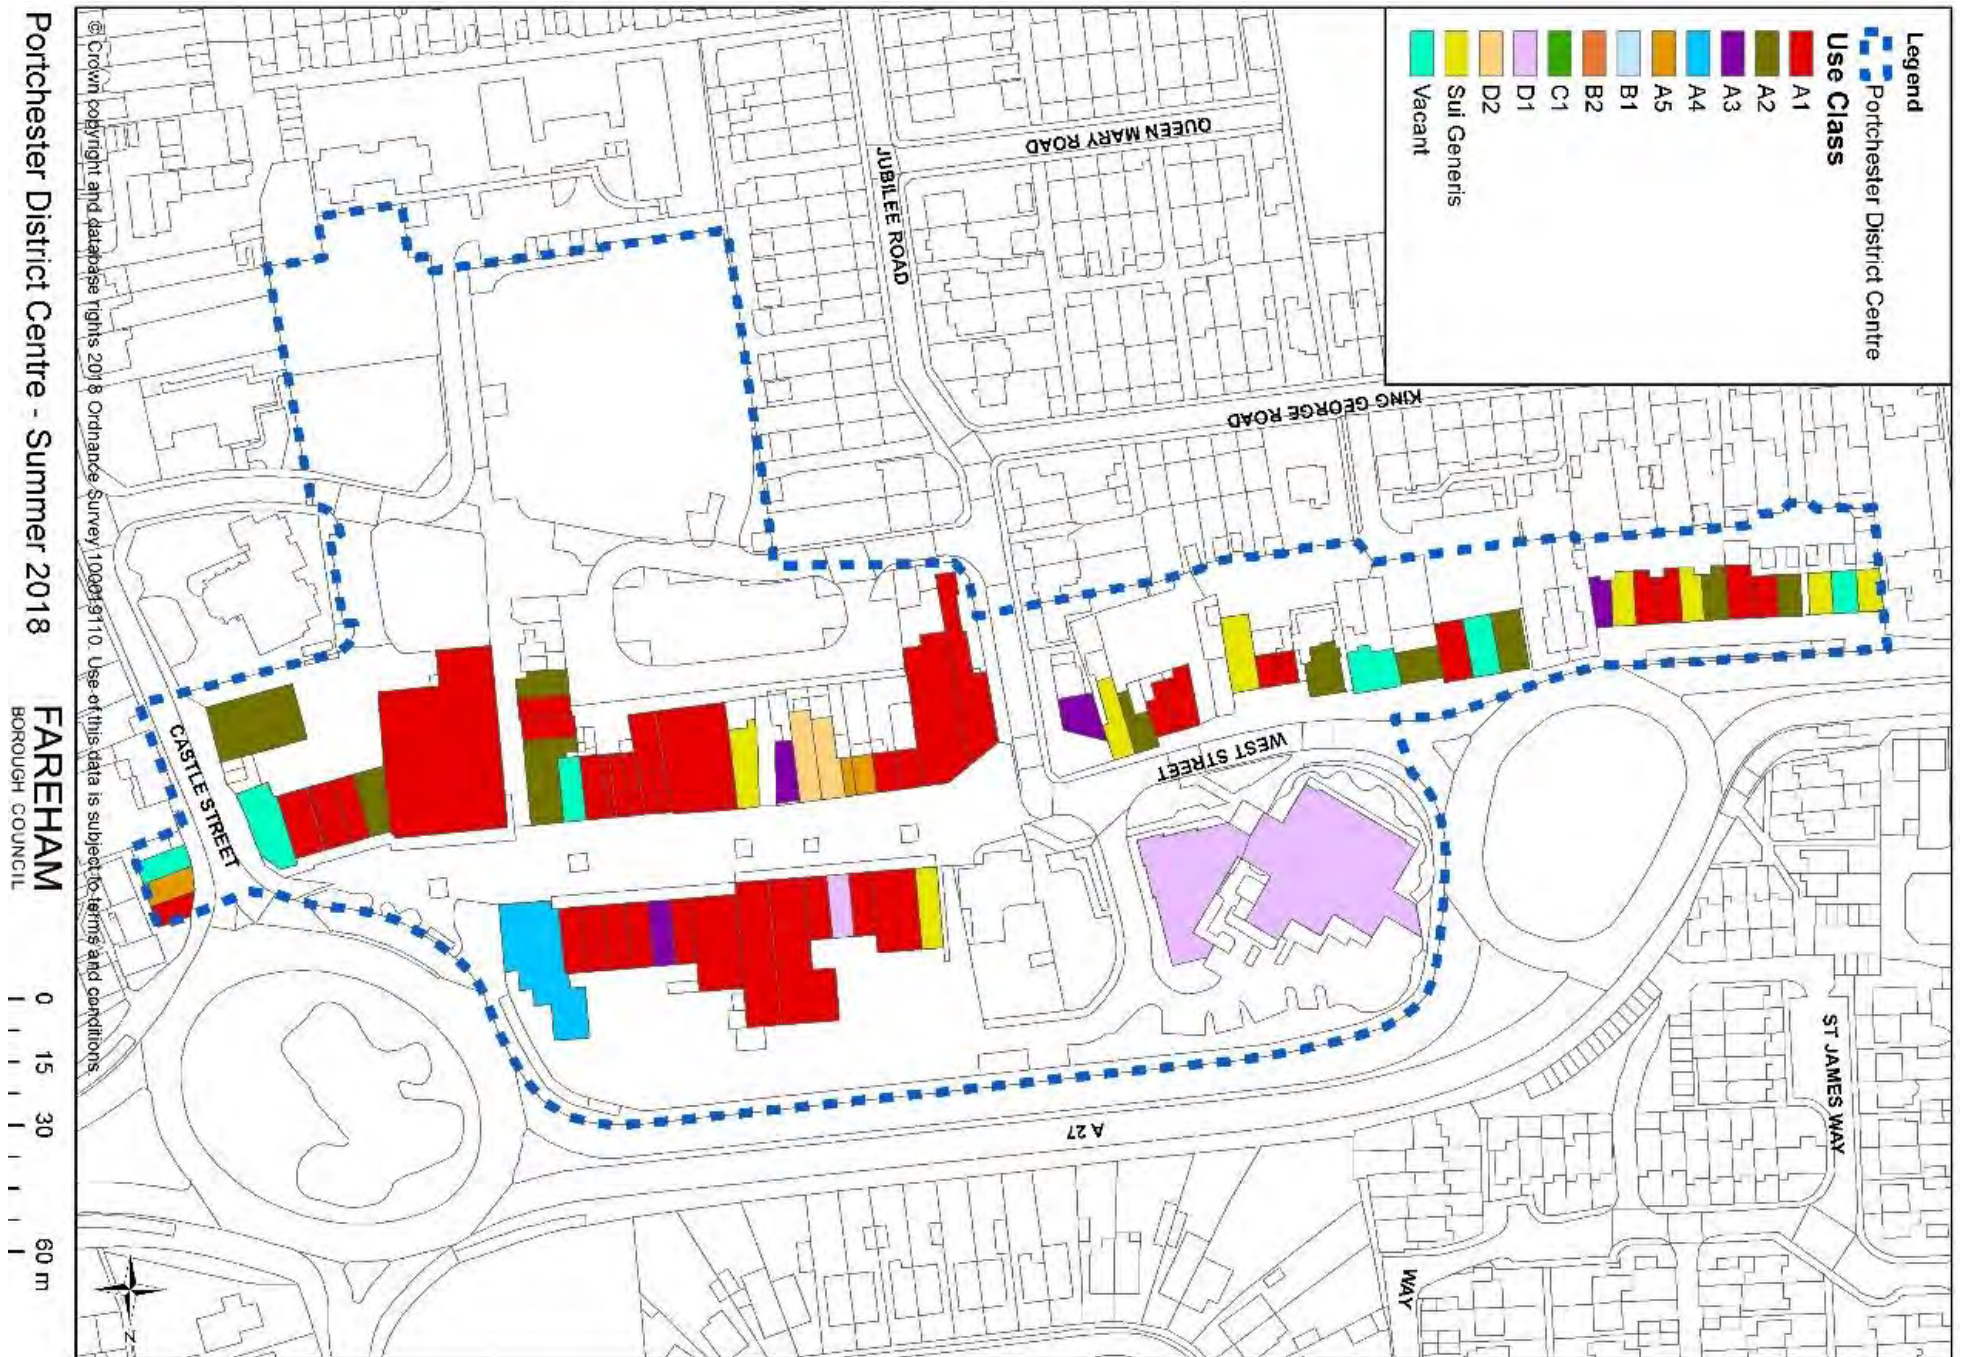 Legend
Portchester Dstrict Centre
Use Class
A1
A2
A3
A4
A5
B1
B2
C1
D1
D2
Sui Generis
Vacant
QUEEN MARY ROAD
JUBILEE ROAD
KING GEORGE ROAD
WEST STREET
CASTLE STREET
A 27
ST JAMES WAY
WAY
N
© Crown copyright and database rights 2018 Ordnance Survey 100019110. Use of this data is subject to terms and conditions
Portchester District Centre - Summer 2018
FAREHAM
BOROUGH COUNCIL
0 15 30 60 m